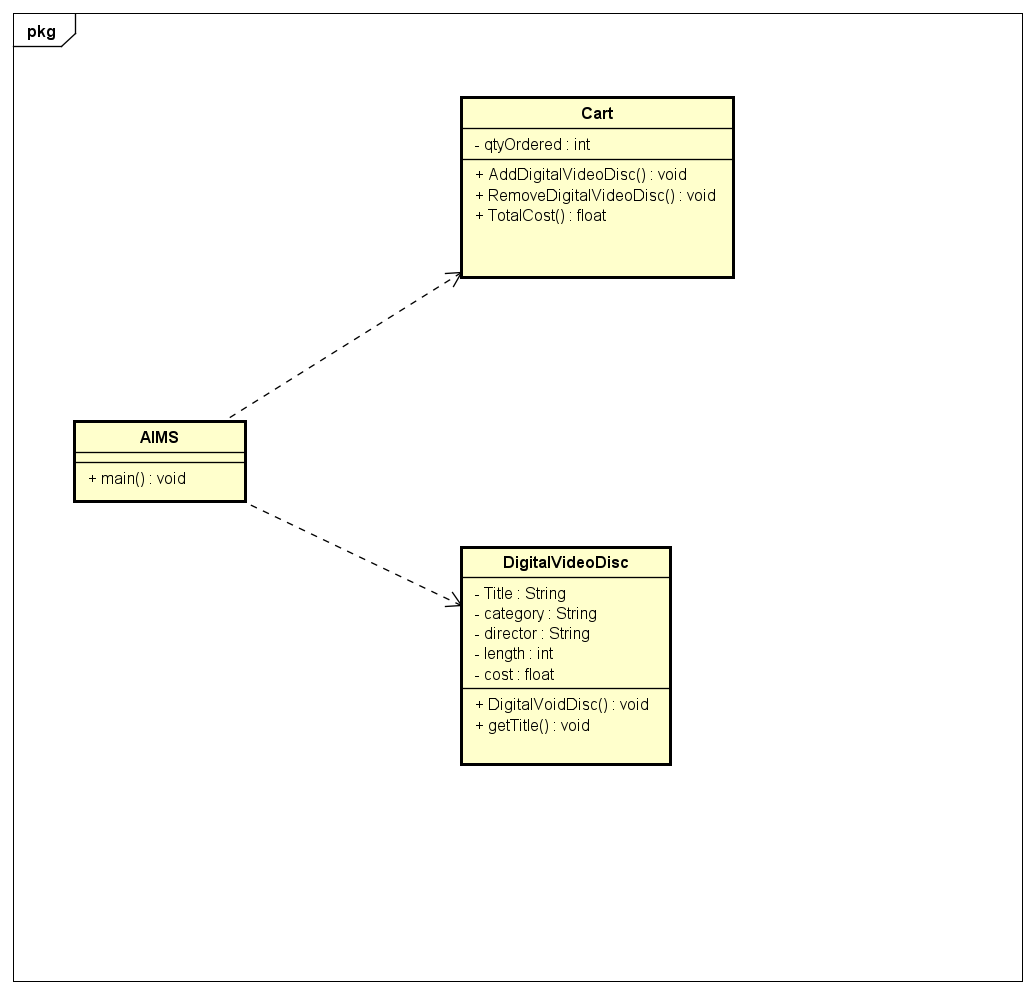 pkg
Cart
- qtyOrdered : int
+ AddDigitalVideoDisc() : void
+ RemoveDigitalVideoDisc() : void
+ TotalCost() : float
AIMS
+ main() : void
DigitalVideoDisc
- Title : String
- category : String
- director : String
- length : int
- cost : float
+ DigitalVoidDisc() : void
+ getTitle() : void